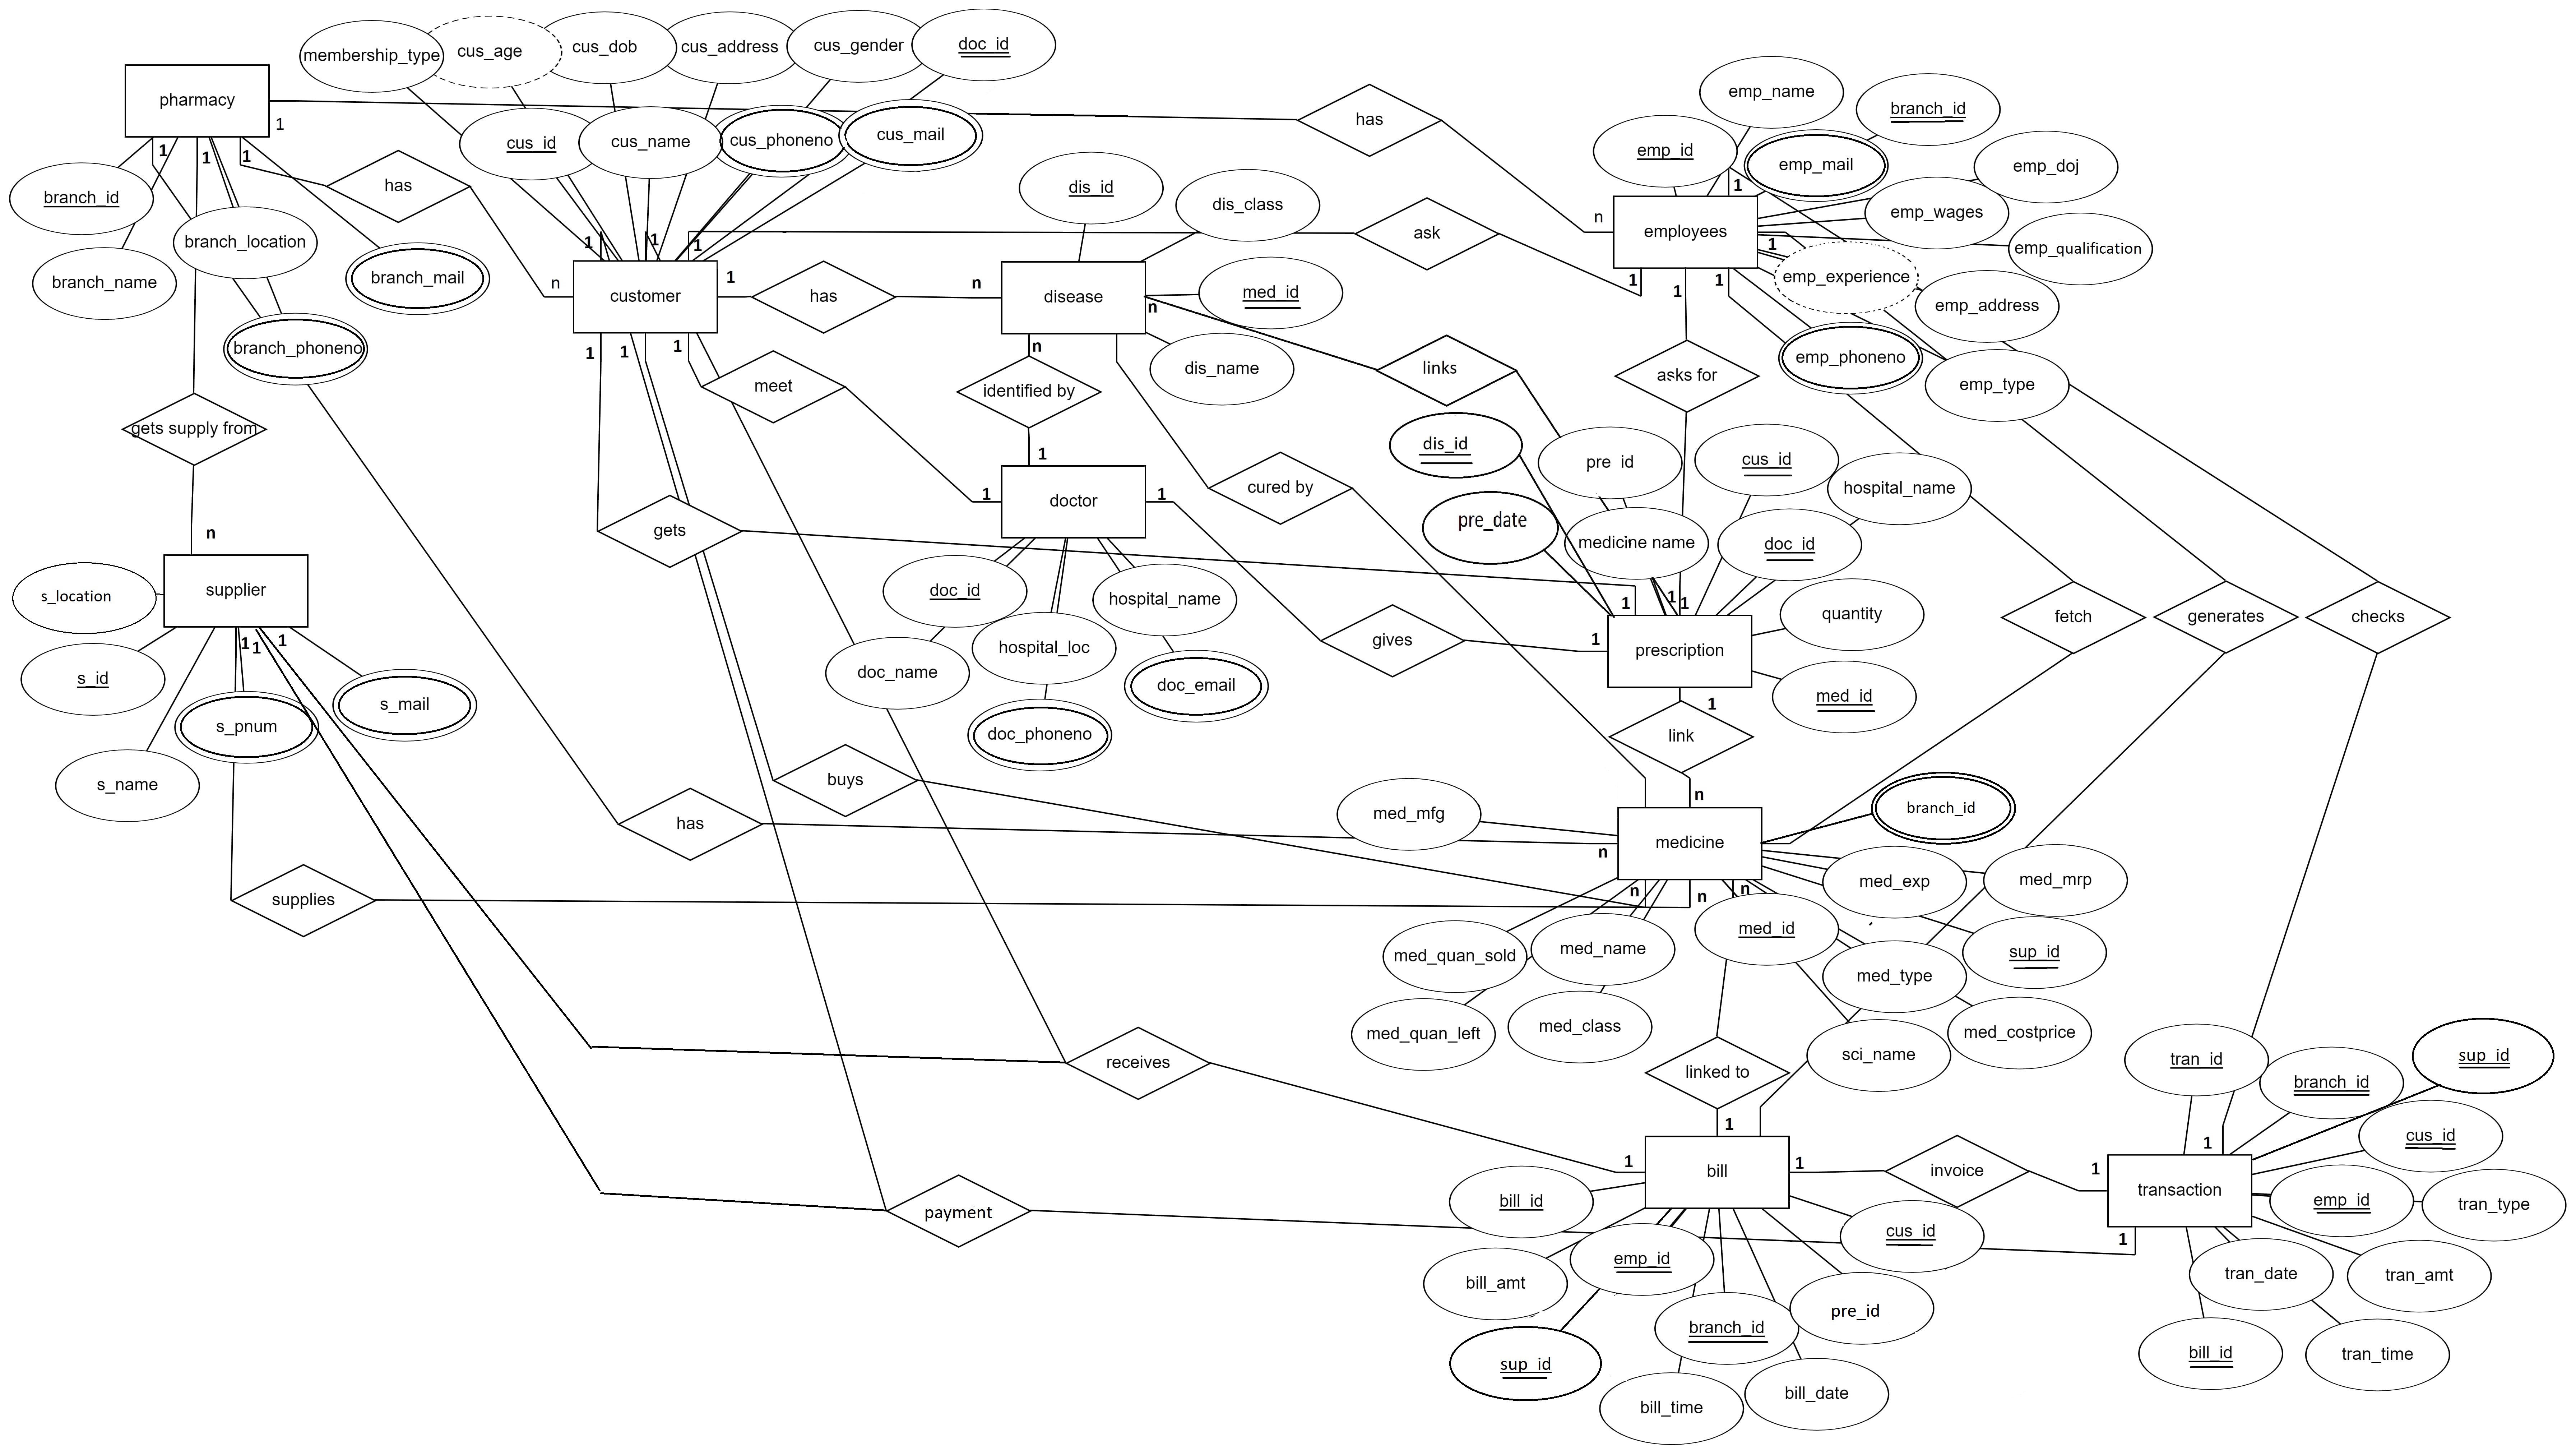 membership_type
cus_age
cus_dob
cus_address
cus_gender
doc_id
pharmacy
1
cus_id
cus_name
cus_phoneno
cus_mail
has
emp_name
branch_id
emp_id
emp_mail
emp_doj
1
1
1
has
branch_id
branch_location
branch_name
branch_mail
branch_phoneno
dis_id
dis_class
1
emp_wages
n
employees
emp_qualification
ask
1
1
1
1
emp_experience
1
1
1
emp_address
n
customer
1
has
n
disease
med_id
n
dis_name
emp_phoneno
emp_type
1
1
1
meet
n
identified by
links
asks for
gets supply from
1
dis_id
pre_id
cus_id
hospital_name
n
gets
1
doctor
1
cured by
pre_date
medicine name
doc_id
supplier
s_location
s_id
1
1
1
s_pnum
s_mail
s_name
doc_id
hospital_name
hospital_loc
doc_name
doc_email
doc_phoneno
1
1
1
gives
1
prescription
quantity
med_id
fetch
generates
checks
1
link
n
buys
has
med_mfg
medicine
branch_id
n
supplies
n
n
n
med_exp
med_mrp
med_quan_sold
med_name
med_id
sup_id
med_type
med_quan_left
med_class
med_costprice
sci_name
receives
linked to
1
tran_id
branch_id
sup_id
cus_id
1
1
bill
1
invoice
1
transaction
emp_id
tran_type
payment
bill_id
emp_id
cus_id
1
bill_amt
tran_date
tran_amt
pre_id
branch_id
sup_id
bill_id
tran_time
bill_time
bill_date